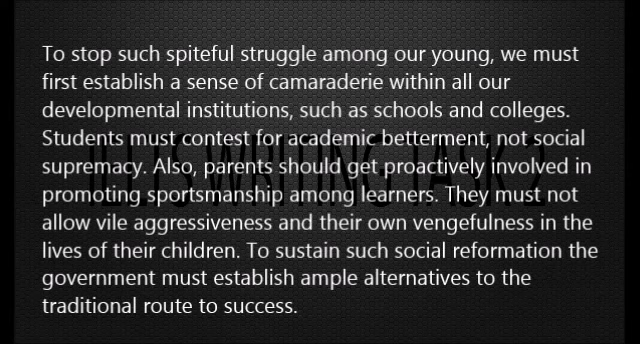 To stop such spiteful struggle among our young, we must
first establish a sense of camaraderie within all our
developmental institutions, such as schools and colleges.
Students must contest for academic betterment, not social
supremacy. Also, parents should get proactively involved in
promoting sportsmanship among learners. They must not
allow vile aggressiveness and their own vengefulness in the
lives of their children. To sustain such social reformation the
government must establish ample alternatives to the
traditional route to success.
IELTS WRITING TASK 2